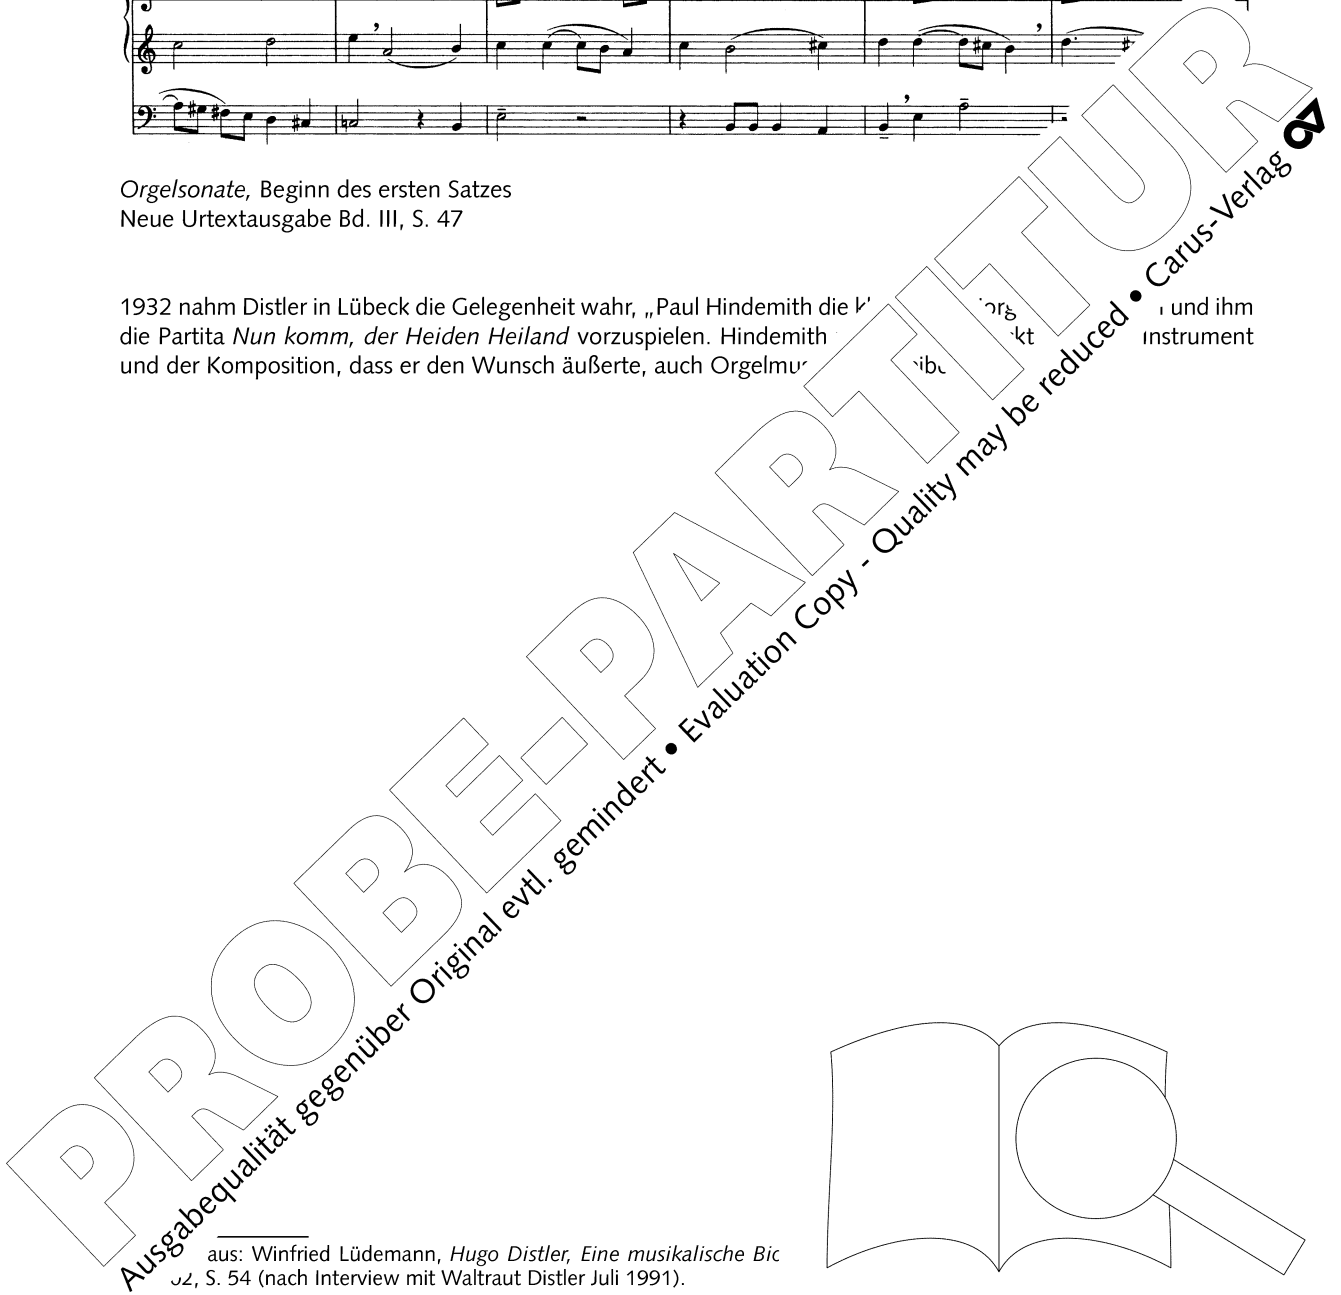 Orgelsonate, Beginn des ersten Satzes
Neue Urtextausgabe Bd. III, S. 47
1932 nahm Distler in Lübeck die Gelegenheit wahr, „Paul Hindemith die und ihm
die Partita Nun komm, der Heiden Heiland vorzuspielen. Hindemith Instrument
und der Komposition, dass er den Wunsch äußerte, auch
PROBE-PARTITUR
Ausgabequalität gegenüber Original evtl. gemindert • Evaluation Copy - Quality may be reduced • Carus-Verlag
aus: Winfried Lüdemann, Hugo Distler, Eine musikalische
S. 54 (nach Interview mit Waltraut Distler Juli 1991).